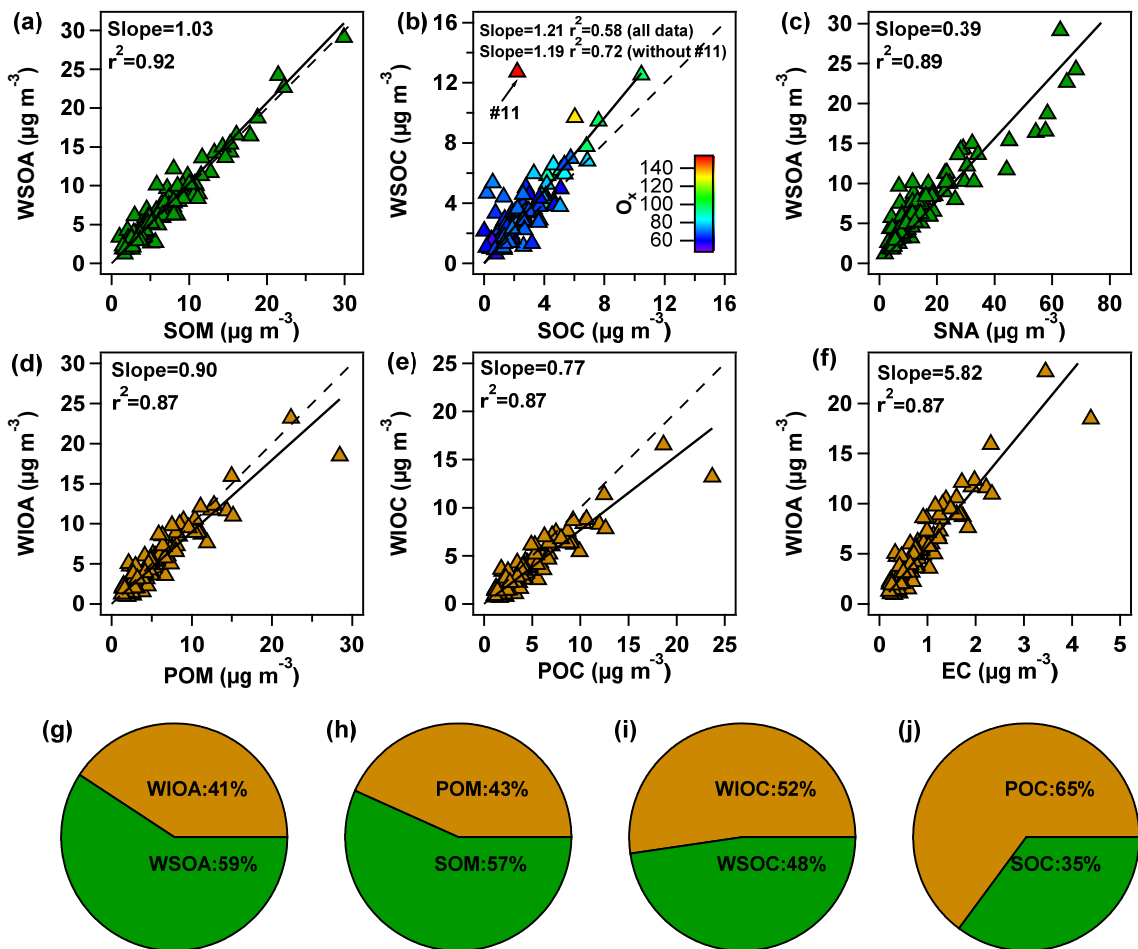 (a)
Slope=1.03
r²=0.92
WSOA (µg m⁻³)
30
25
20
15
10
5
0
0 10 20 30
SOM (µg m⁻³)
(b)
Slope=1.21 r²=0.58 (all data)
Slope=1.19 r²=0.72 (without #11)
#11
WSOC (µg m⁻³)
16
12
8
4
0
Oₓ
140
120
100
80
60
0 4 8 12 16
SOC (µg m⁻³)
(c)
Slope=0.39
r²=0.89
WSOA (µg m⁻³)
30
25
20
15
10
5
0
0 20 40 60 80
SNA (µg m⁻³)
(d)
Slope=0.90
r²=0.87
WIOA (µg m⁻³)
30
25
20
15
10
5
0
0 10 20 30
POM (µg m⁻³)
(e)
Slope=0.77
r²=0.87
WIOC (µg m⁻³)
25
20
15
10
5
0
0 5 10 15 20 25
POC (µg m⁻³)
(f)
Slope=5.82
r²=0.87
WIOA (µg m⁻³)
25
20
15
10
5
0
0 1 2 3 4 5
EC (µg m⁻³)
(g)
WIOA:41%
WSOA:59%
(h)
POM:43%
SOM:57%
(i)
WIOC:52%
WSOC:48%
(j)
POC:65%
SOC:35%